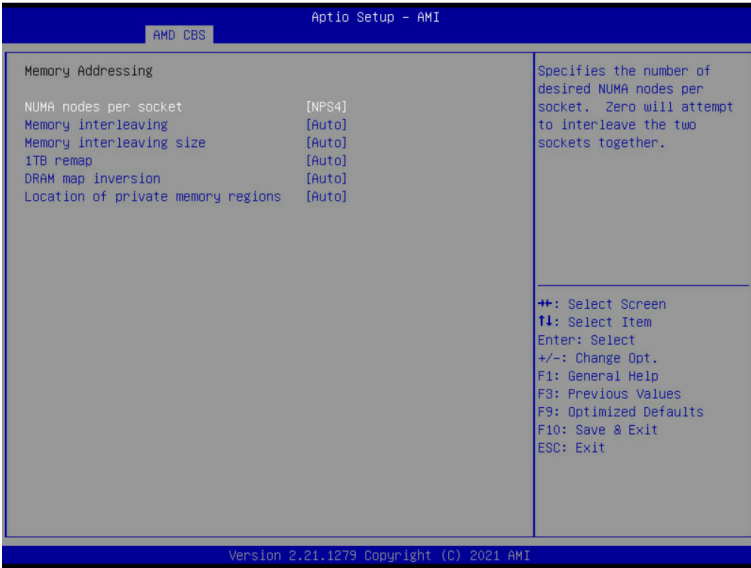 Aptio Setup – AMI
AMD CBS
Memory Addressing
NUMA nodes per socket [NPS4]
Memory interleaving [Auto]
Memory interleaving size [Auto]
1TB remap [Auto]
DRAM map inversion [Auto]
Location of private memory regions [Auto]
Specifies the number of
desired NUMA nodes per
socket. Zero will attempt
to interleave the two
sockets together.
→←: Select Screen
↑↓: Select Item
Enter: Select
+/-: Change Opt.
F1: General Help
F3: Previous Values
F9: Optimized Defaults
F10: Save & Exit
ESC: Exit
Version 2.21.1279 Copyright (C) 2021 AMI